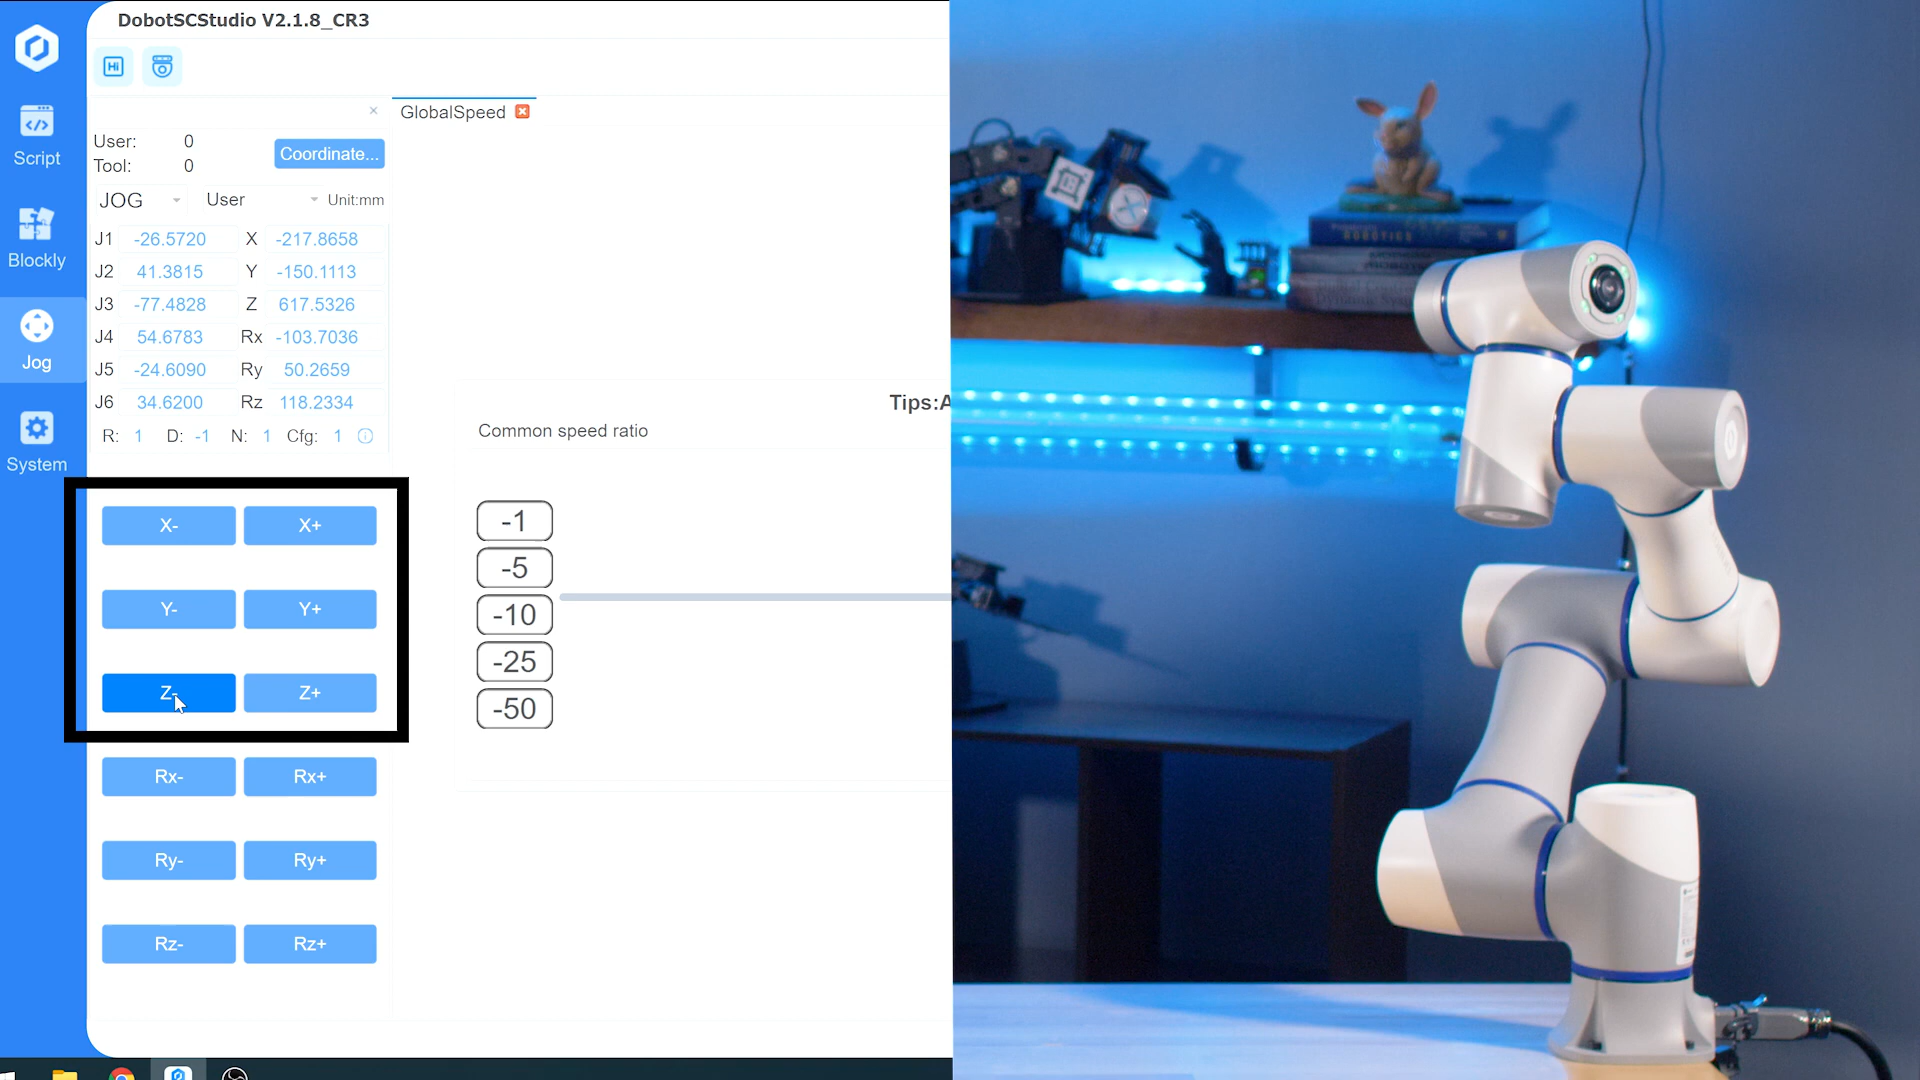 DobotSCStudio V2.1.8_CR3
Hi
GlobalSpeed
User: 0
Tool: 0
Coordinate...
JOG User Unit:mm
J1 -26.5720 X -217.8658
J2 41.3815 Y -150.1113
J3 -77.4828 Z 617.5326
J4 54.6783 Rx -103.7036
J5 -24.6090 Ry 50.2659
J6 34.6200 Rz 118.2334
R: 1 D: -1 N: 1 Cfg: 1
Script
Blockly
Jog
System
X- X+
Y- Y+
Z- Z+
Rx- Rx+
Ry- Ry+
Rz- Rz+
Tips:A
Common speed ratio
-1
-5
-10
-25
-50
ROBOTICS